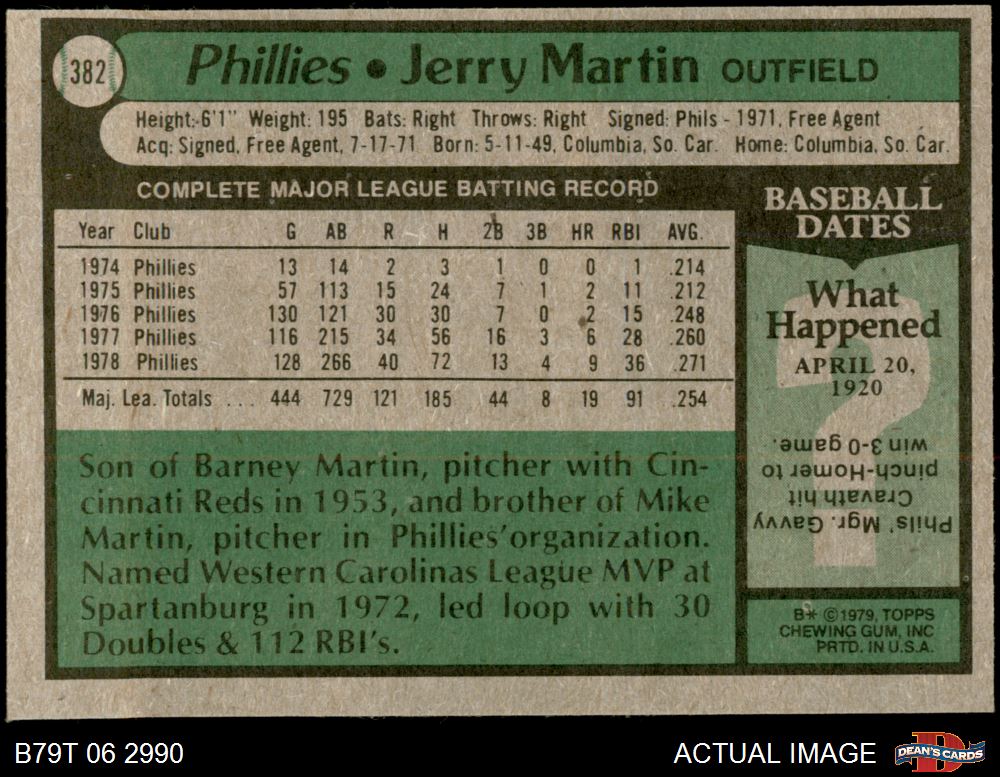 382
Phillies • Jerry Martin OUTFIELD
Height: 6'1" Weight: 195 Bats: Right Throws: Right Signed: Phils - 1971, Free Agent
Acq: Signed, Free Agent, 7-17-71 Born: 5-11-49, Columbia, So. Car. Home: Columbia, So. Car.
COMPLETE MAJOR LEAGUE BATTING RECORD
Year Club G AB R H 2B 3B HR RBI AVG.
1974 Phillies 13 14 2 3 1 0 0 1 .214
1975 Phillies 57 113 15 24 7 1 2 11 .212
1976 Phillies 130 121 30 30 7 0 2 15 .248
1977 Phillies 116 215 34 56 16 3 6 28 .260
1978 Phillies 128 266 40 72 13 4 9 36 .271
Maj. Lea. Totals ... 444 729 121 185 44 8 19 91 .254
Son of Barney Martin, pitcher with Cin-
cinnati Reds in 1953, and brother of Mike
Martin, pitcher in Phillies' organization.
Named Western Carolinas League MVP at
Spartanburg in 1972, led loop with 30
Doubles & 112 RBI's.
BASEBALL
DATES
What
Happened
APRIL 20,
1920
Phils' Mgr. Gavvy
Cravath hit
pinch-Homer to
win 3-0 game.
B* ©1979, TOPPS
CHEWING GUM, INC
PRTD. IN U.S.A.
B79T 06 2990
ACTUAL IMAGE
DEAN'S CARDS